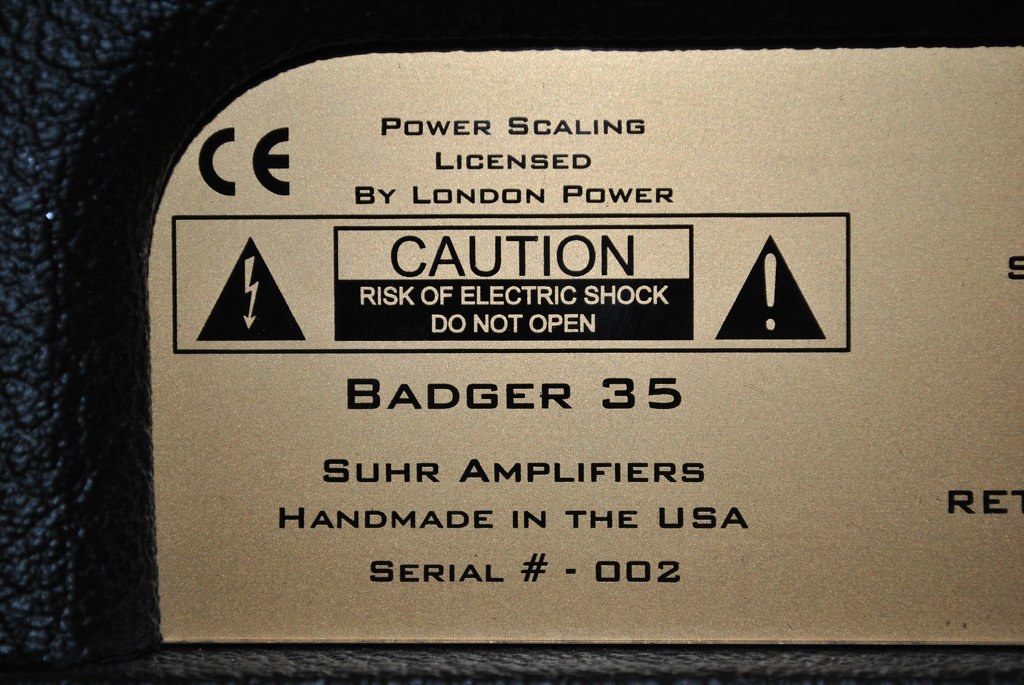 CE
Power Scaling
Licensed
By London Power
CAUTION
RISK OF ELECTRIC SHOCK
DO NOT OPEN
Badger 35
Suhr Amplifiers
Handmade in the USA
Serial # - 002
RET